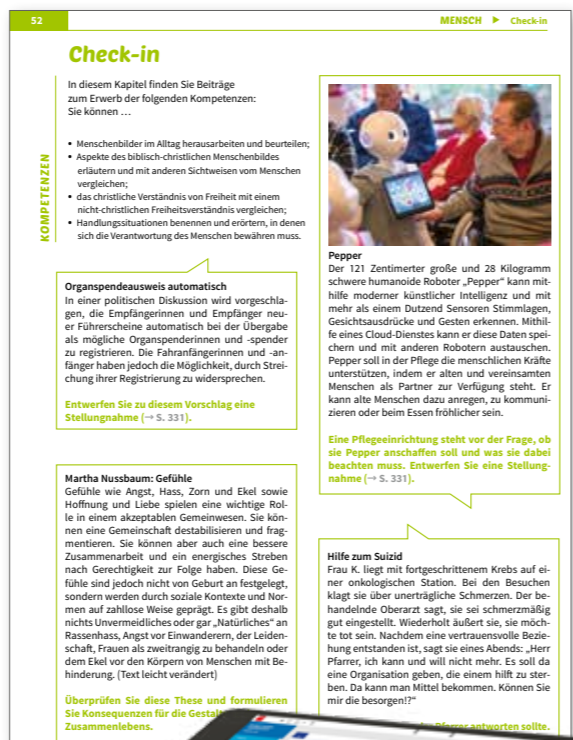 52
MENSCH ▶ Check-in
Check-in
KOMPETENZEN
In diesem Kapitel finden Sie Beiträge
zum Erwerb der folgenden Kompetenzen:
Sie können …
• Menschenbilder im Alltag herausarbeiten und beurteilen;
• Aspekte des biblisch-christlichen Menschenbildes
erläutern und mit anderen Sichtweisen vom Menschen
vergleichen;
• das christliche Verständnis von Freiheit mit einem
nicht-christlichen Freiheitsverständnis vergleichen;
• Handlungssituationen benennen und erörtern, in denen
sich die Verantwortung des Menschen bewähren muss.
Organspendeausweis automatisch
In einer politischen Diskussion wird vorgeschla-
gen, die Empfängerinnen und Empfänger neu-
er Führerscheine automatisch bei der Übergabe
als mögliche Organspenderinnen und -spender
zu registrieren. Die Fahranfängerinnen und -an-
fänger haben jedoch die Möglichkeit, durch Strei-
chung ihrer Registrierung zu widersprechen.
Entwerfen Sie zu diesem Vorschlag eine
Stellungnahme (→ S. 331).
Martha Nussbaum: Gefühle
Gefühle wie Angst, Hass, Zorn und Ekel sowie
Hoffnung und Liebe spielen eine wichtige Rol-
le in einem akzeptablen Gemeinwesen. Sie kön-
nen eine Gemeinschaft destabilisieren und frag-
mentieren. Sie können aber auch eine bessere
Zusammenarbeit und ein energisches Streben
nach Gerechtigkeit zur Folge haben. Diese Ge-
fühle sind jedoch nicht von Geburt an festgelegt,
sondern werden durch soziale Kontexte und Nor-
men auf zahllose Weise geprägt. Es gibt deshalb
nichts Unvermeidliches oder gar „Natürliches“ an
Rassenhass, Angst vor Einwanderern, der Leiden-
schaft, Frauen als zweitrangig zu behandeln oder
dem Ekel vor den Körpern von Menschen mit Be-
hinderung. (Text leicht verändert)
Überprüfen Sie diese These und formulieren
Sie Konsequenzen für die
Zusammenlebens.
Pepper
Der 121 Zentimerter große und 28 Kilogramm
schwere humanoide Roboter „Pepper“ kann mit-
hilfe moderner künstlicher Intelligenz und mit
mehr als einem Dutzend Sensoren Stimmlagen,
Gesichtsausdrücke und Gesten erkennen. Mithil-
fe eines Cloud-Dienstes kann er diese Daten spei-
chern und mit anderen Robotern austauschen.
Pepper soll in der Pflege die menschlichen Kräfte
unterstützen, indem er alten und vereinsamten
Menschen als Partner zur Verfügung steht. Er
kann alte Menschen dazu anregen, zu kommuni-
zieren oder beim Essen fröhlicher sein.
Eine Pflegeeinrichtung steht vor der Frage, ob
sie Pepper anschaffen soll und was sie dabei
beachten muss. Entwerfen Sie eine Stellung-
nahme (→ S. 331).
Hilfe zum Suizid
Frau K. liegt mit fortgeschrittenem Krebs auf ei-
ner onkologischen Station. Bei den Besuchen
klagt sie über unerträgliche Schmerzen. Der be-
handelnde Oberarzt sagt, sie sei schmerzmäßig
gut eingestellt. Wiederholt äußert sie, sie möch-
te tot sein. Nachdem eine vertrauensvolle Bezie-
hung entstanden ist, sagt sie eines Abends: „Herr
Pfarrer, ich kann und will nicht mehr. Es soll da
eine Organisation geben, die einem hilft zu ster-
ben. Da kann man Mittel bekommen. Können Sie
mir die besorgen!?“
Pfarrer antworten sollte.